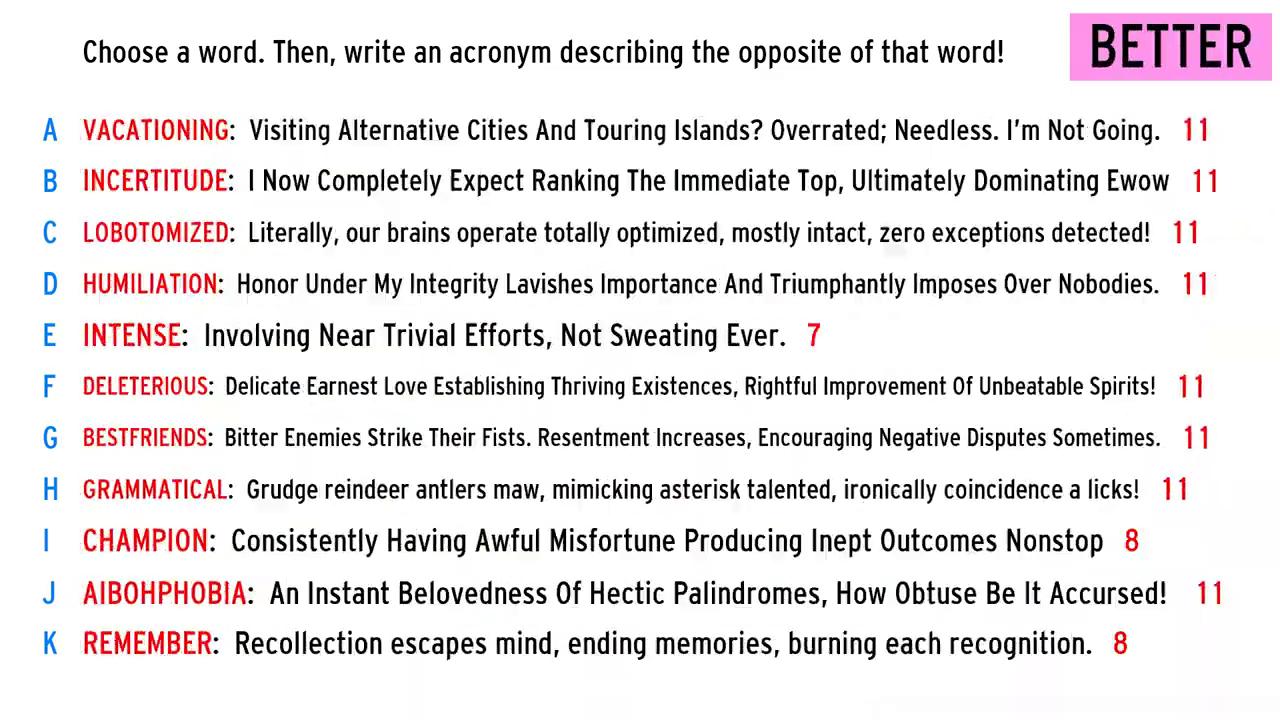 Choose a word. Then, write an acronym describing the opposite of that word!
BETTER
A VACATIONING: Visiting Alternative Cities And Touring Islands? Overrated; Needless. I'm Not Going. 11
B INCERTITUDE: I Now Completely Expect Ranking The Immediate Top, Ultimately Dominating Ewow 11
C LOBOTOMIZED: Literally, our brains operate totally optimized, mostly intact, zero exceptions detected! 11
D HUMILIATION: Honor Under My Integrity Lavishes Importance And Triumphantly Imposes Over Nobodies. 11
E INTENSE: Involving Near Trivial Efforts, Not Sweating Ever. 7
F DELETERIOUS: Delicate Earnest Love Establishing Thriving Existences, Rightful Improvement Of Unbeatable Spirits! 11
G BESTFRIENDS: Bitter Enemies Strike Their Fists. Resentment Increases, Encouraging Negative Disputes Sometimes. 11
H GRAMMATICAL: Grudge reindeer antlers maw, mimicking asterisk talented, ironically coincidence a licks! 11
I CHAMPION: Consistently Having Awful Misfortune Producing Inept Outcomes Nonstop 8
J AIBOHPHOBIA: An Instant Belovedness Of Hectic Palindromes, How Obtuse Be It Accursed! 11
K REMEMBER: Recollection escapes mind, ending memories, burning each recognition. 8